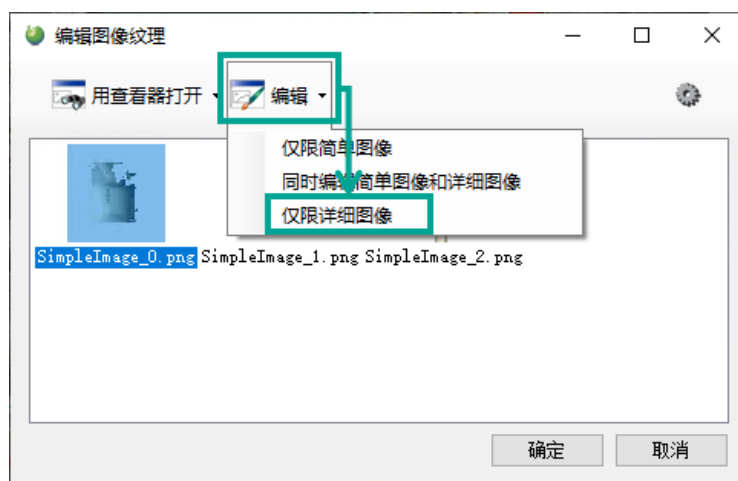 编辑图像纹理
用查看器打开 编辑
仅限简单图像
同时编辑简单图像和详细图像
仅限详细图像
SimpleImage_0.png SimpleImage_1.png SimpleImage_2.png
确定 取消